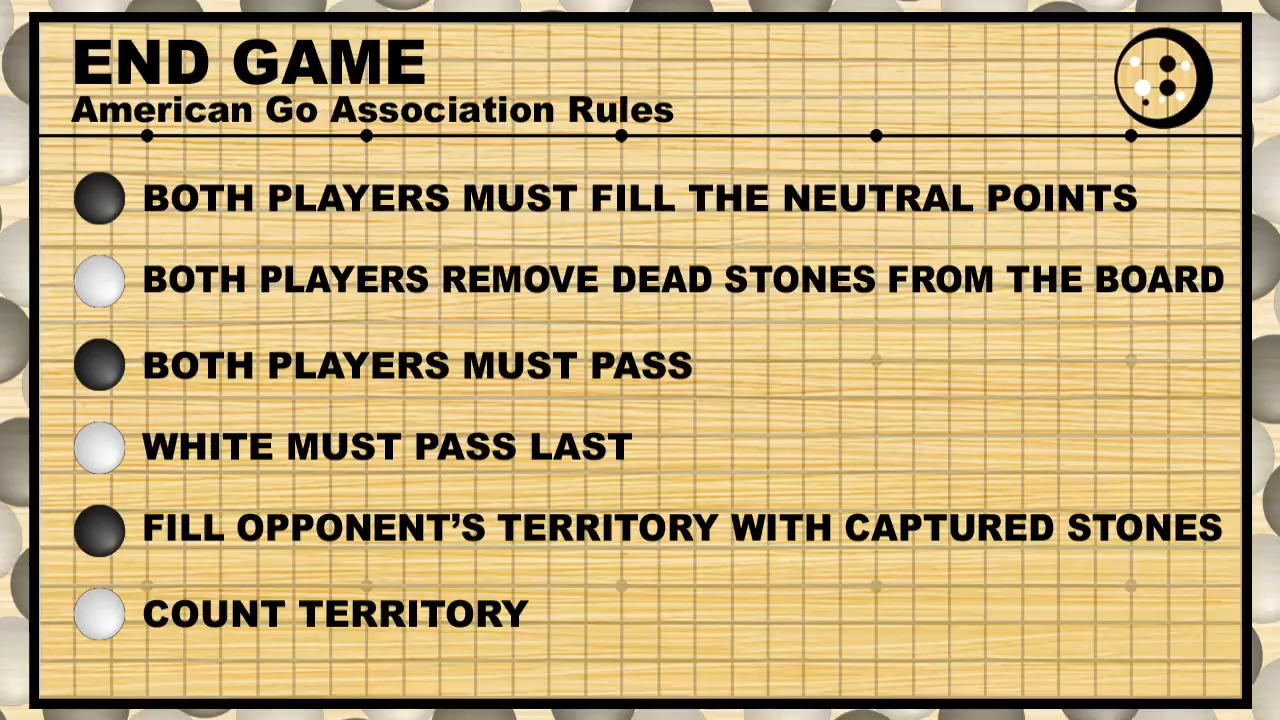 END GAME
American Go Association Rules
BOTH PLAYERS MUST FILL THE NEUTRAL POINTS
BOTH PLAYERS REMOVE DEAD STONES FROM THE BOARD
BOTH PLAYERS MUST PASS
WHITE MUST PASS LAST
FILL OPPONENT’S TERRITORY WITH CAPTURED STONES
COUNT TERRITORY